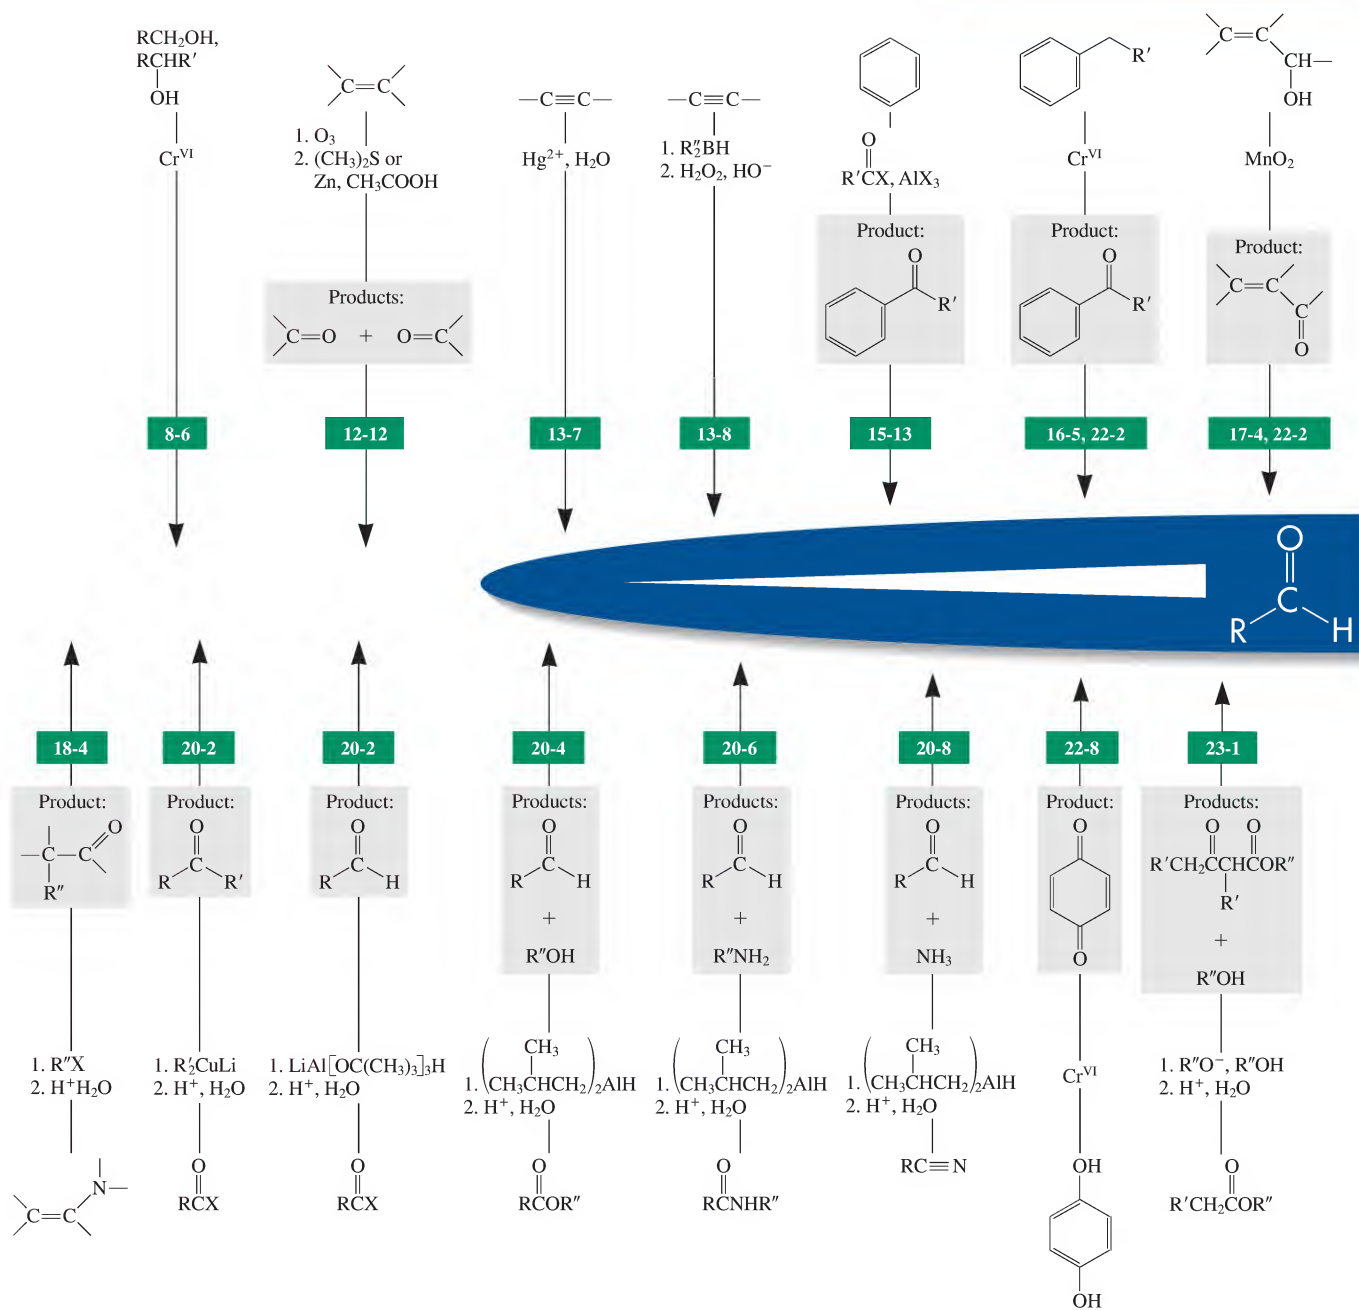 RCH₂OH,
RCHR′
OH
Cr^VI
8-6
C=C
1. O₃
2. (CH₃)₂S or
Zn, CH₃COOH
Products:
C=O + O=C
12-12
—C≡C—
Hg²⁺, H₂O
13-7
—C≡C—
1. R″₂BH
2. H₂O₂, HO⁻
13-8
O
R′CX, AlX₃
Product:
O
C
R′
15-13
R′
Cr^VI
Product:
O
C
R′
16-5, 22-2
C=C
CH—
OH
MnO₂
Product:
C=C
C
O
17-4, 22-2
O
C
R H
18-4
Product:
O
—C—C
R″
1. R″X
2. H⁺H₂O
N—
C=C
20-2
Product:
O
C
R R′
1. R′₂CuLi
2. H⁺, H₂O
O
RCX
20-2
Product:
O
C
R H
1. LiAl[OC(CH₃)₃]₃H
2. H⁺, H₂O
O
RCX
20-4
Products:
O
C
R H
+
R″OH
CH₃
1. (CH₃CHCH₂)₂AlH
2. H⁺, H₂O
O
RCOR″
20-6
Products:
O
C
R H
+
R″NH₂
CH₃
1. (CH₃CHCH₂)₂AlH
2. H⁺, H₂O
O
RCNHR″
20-8
Products:
O
C
R H
+
NH₃
CH₃
1. (CH₃CHCH₂)₂AlH
2. H⁺, H₂O
RC≡N
22-8
Product:
O
O
Cr^VI
OH
OH
23-1
Products:
O O
R′CH₂CCHCOR″
R′
+
R″OH
1. R″O⁻, R″OH
2. H⁺, H₂O
O
R′CH₂COR″